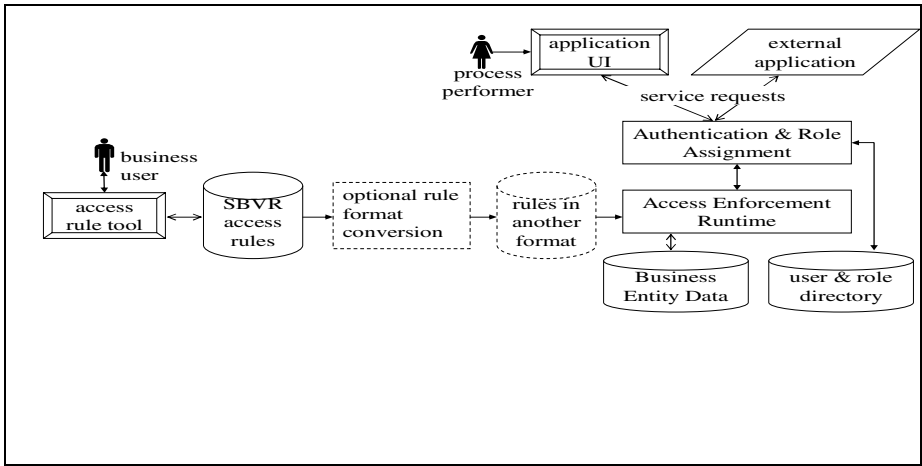 application
UI
external
application
process
performer
service requests
Authentication & Role
Assignment
business
user
access
rule tool
SBVR
access
rules
optional rule
format
conversion
rules in
another
format
Access Enforcement
Runtime
Business
Entity Data
user & role
directory